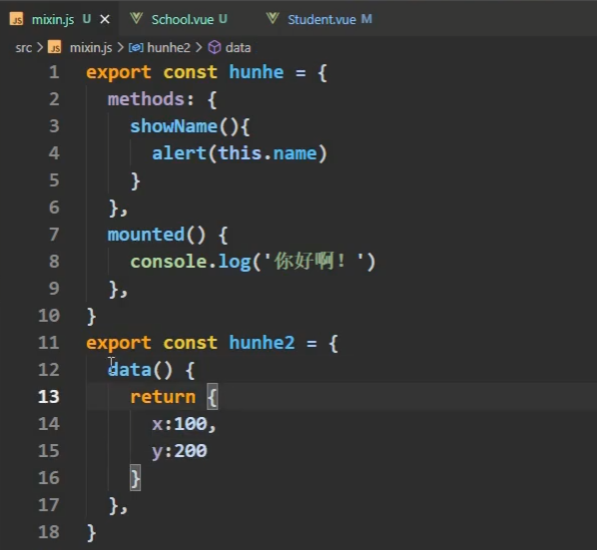 JS mixin.js U × School.vue U Student.vue M
src > JS mixin.js > hunhe2 > data
1 export const hunhe = {
2   methods: {
3     showName(){
4       alert(this.name)
5     }
6   },
7   mounted() {
8     console.log('你好啊！')
9   },
10 }
11 export const hunhe2 = {
12   data() {
13     return {
14       x:100,
15       y:200
16     }
17   },
18 }